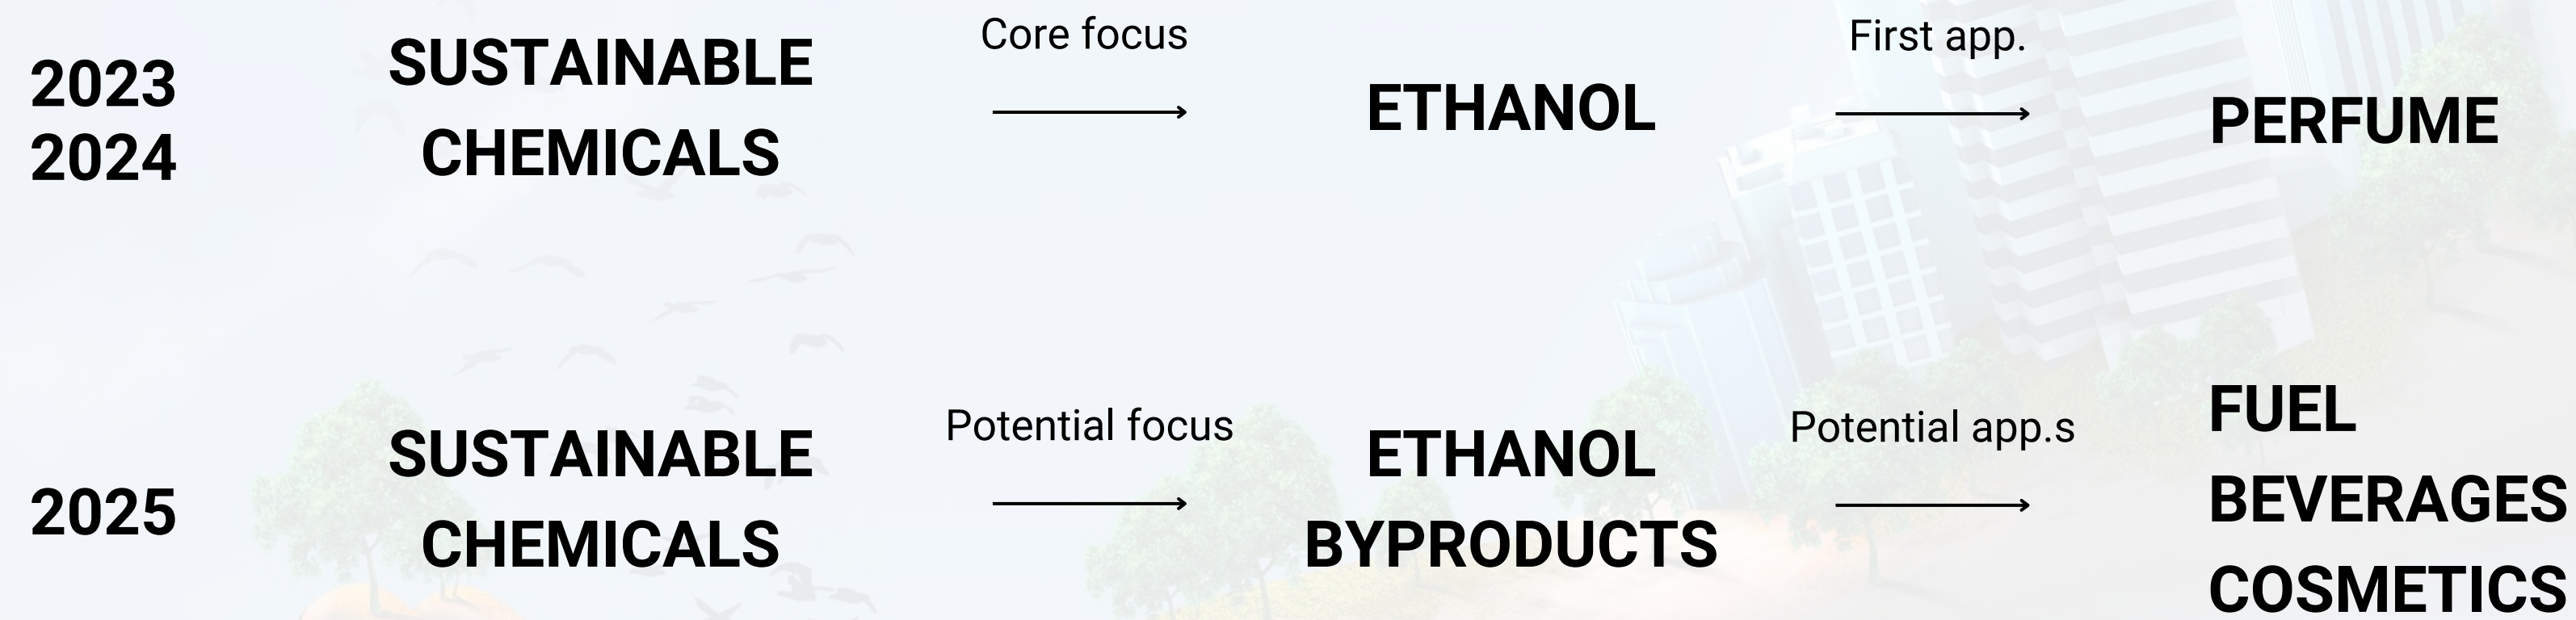 2023
2024
SUSTAINABLE
CHEMICALS
Core focus
ETHANOL
First app.
PERFUME
2025
SUSTAINABLE
CHEMICALS
Potential focus
ETHANOL
BYPRODUCTS
Potential app.s
FUEL
BEVERAGES
COSMETICS